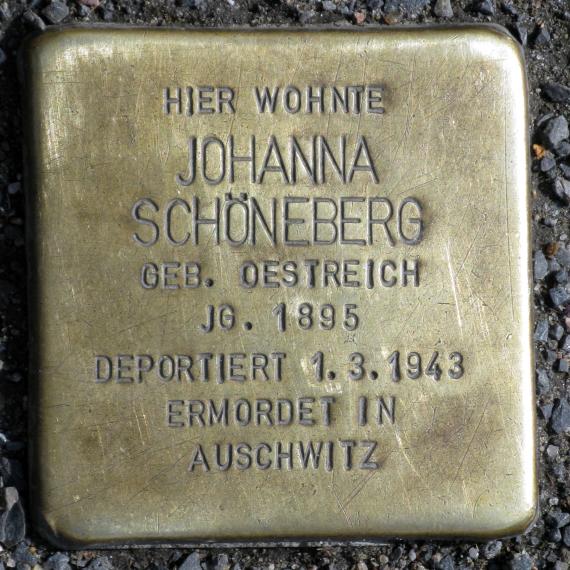 HIER WOHNTE
JOHANNA
SCHÖNEBERG
GEB. OESTREICH
JG. 1895
DEPORTIERT 1.3.1943
ERMORDET IN
AUSCHWITZ